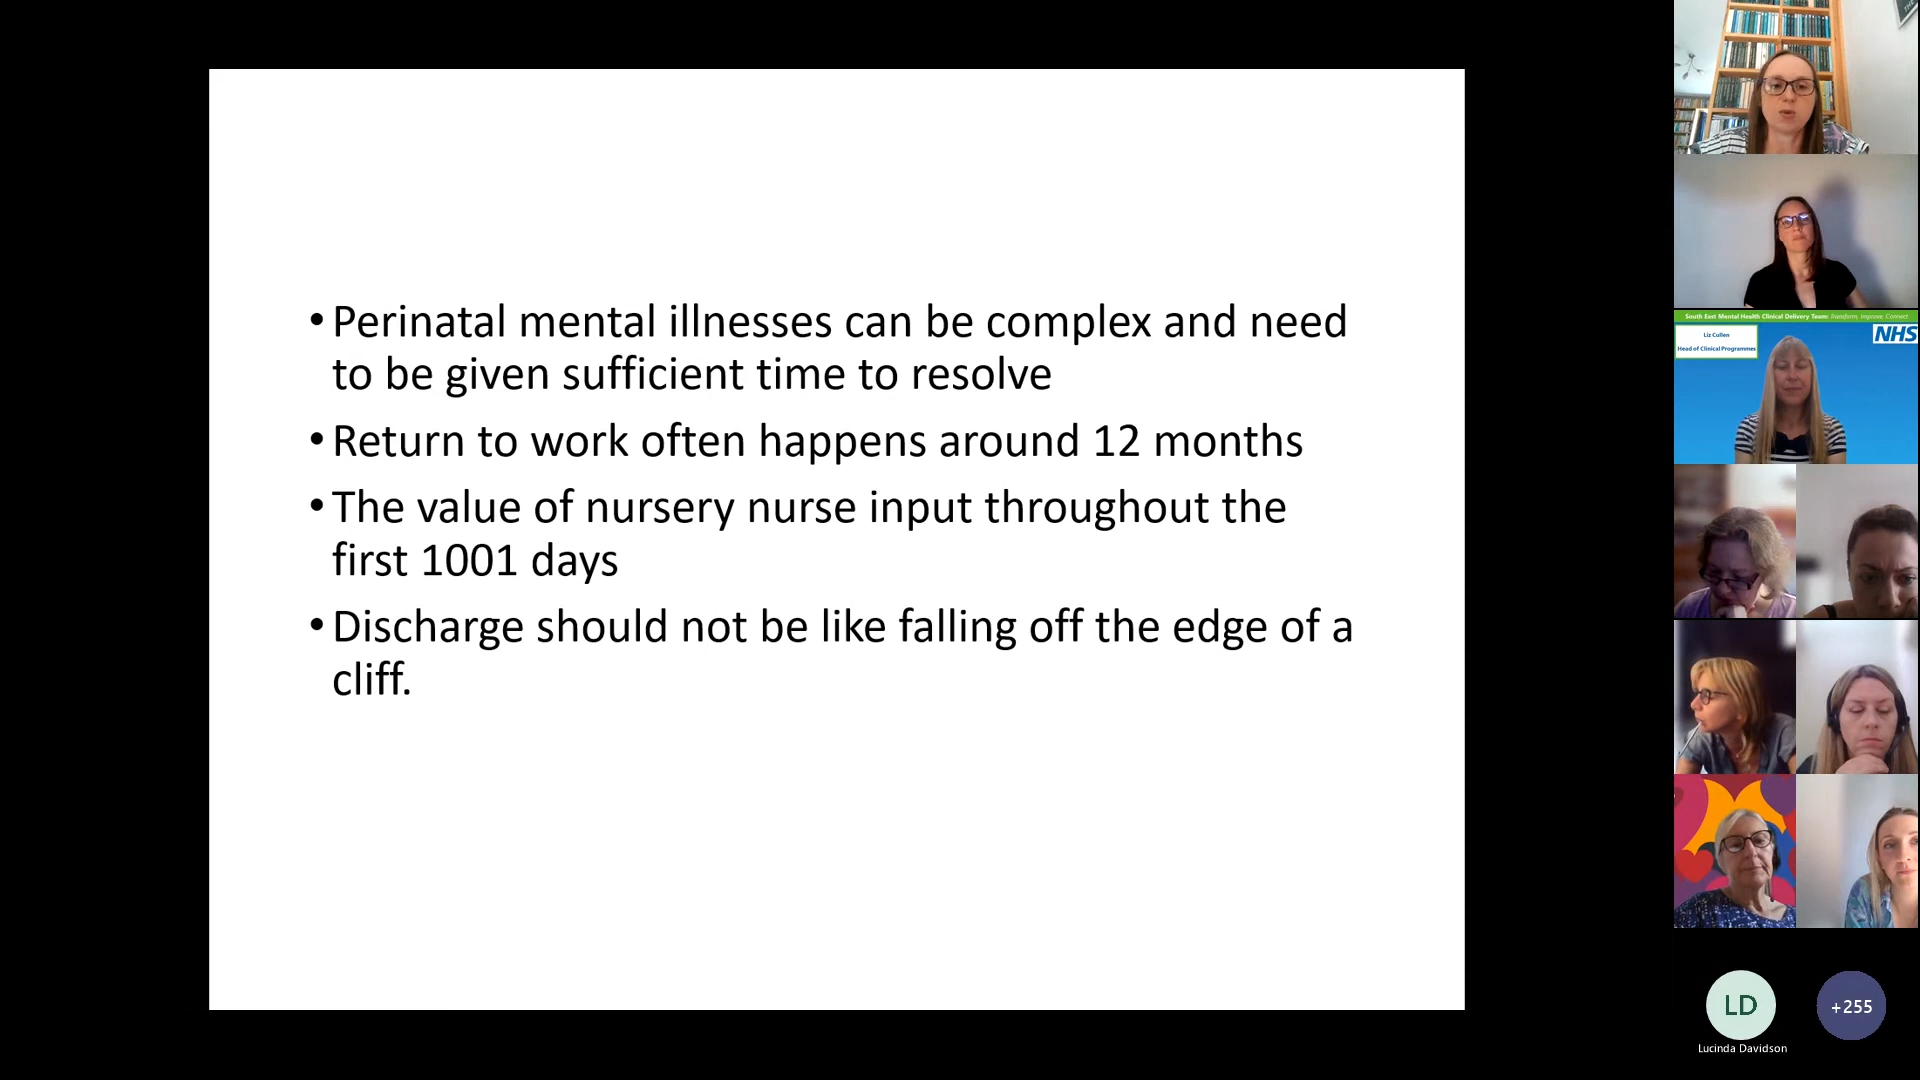 •Perinatal mental illnesses can be complex and need
to be given sufficient time to resolve
•Return to work often happens around 12 months
•The value of nursery nurse input throughout the
first 1001 days
•Discharge should not be like falling off the edge of a
cliff.
South East Mental Health Clinical Delivery Team: Transform, Improve, Connect
Liz Cullen
Head of Clinical Programmes
NHS
LD
Lucinda Davidson
+255